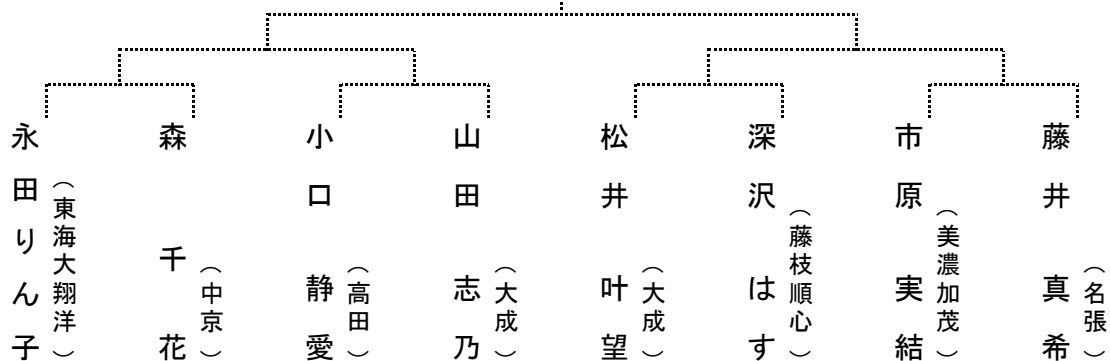 永田りん子
（東海大翔洋）
森 千花
（中京）
小口 静愛
（高田）
山田 志乃
（大成）
松井 叶望
（大成）
深沢 はす
（藤枝順心）
市原 実結
（美濃加茂）
藤井 真希
（名張）